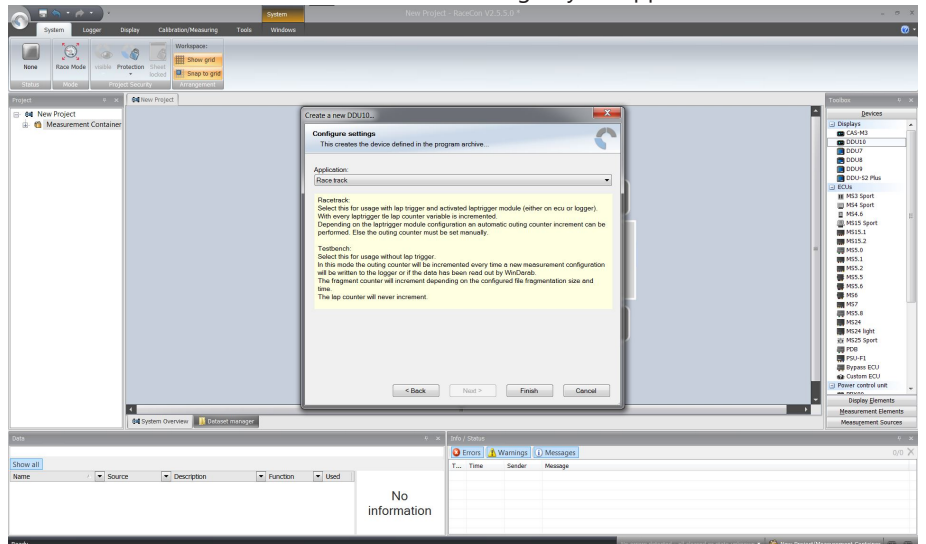 System
New Project - RaceCon V2.5.5.0 *
System Logger Display Calibration/Measuring Tools Windows
None
Race Mode
visible
Protection
Sheet locked
Workspace:
Show grid
Snap to grid
Status
Mode
Project Security
Arrangement
Project
New Project
Measurement Container
New Project
Create a new DDU10...
Configure settings
This creates the device defined in the program archive...
Application:
Race track
Racetrack:
Select this for usage with lap trigger and activated laptrigger module (either on ecu or logger).
With every laptrigger the lap counter variable is incremented.
Depending on the laptrigger module configuration an automatic outing counter increment can be
performed. Else the outing counter must be set manually.
Testbench:
Select this for usage without lap trigger.
In this mode the outing counter will be incremented every time a new measurement configuration
will be written to the logger or if the data has been read out by WinDarab.
The fragment counter will increment depending on the configured file fragmentation size and
time.
The lap counter will never increment.
< Back Next > Finish Cancel
System Overview Dataset manager
Toolbox
Devices
Displays
CAS-M3
DDU10
DDU7
DDU8
DDU9
DDU-S2 Plus
ECUs
MS3 Sport
MS4 Sport
MS4.6
MS15 Sport
MS15.1
MS15.2
MS5.0
MS5.1
MS5.2
MS5.5
MS5.6
MS6
MS7
MS5.8
MS24
MS24 light
MS25 Sport
PDB
PSU-F1
Bypass ECU
Custom ECU
Power control unit
Display Elements
Measurement Elements
Measurement Sources
Data
Show all
Name Source Description Function Used
No
information
Info / Status
Errors Warnings Messages
0/0
T... Time Sender Message
Ready
New Project/Measurement Container